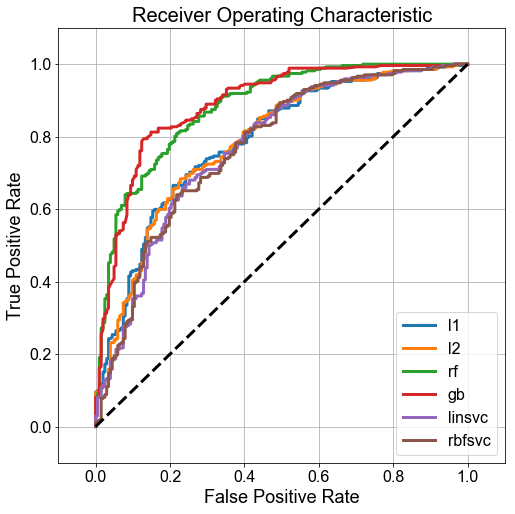 Receiver Operating Characteristic
True Positive Rate
1.0
0.8
0.6
0.4
0.2
0.0
l1
l2
rf
gb
linsvc
rbfsvc
0.0 0.2 0.4 0.6 0.8 1.0
False Positive Rate